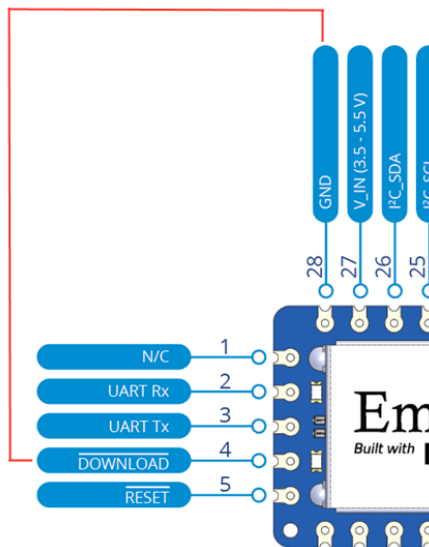 GND
V_IN (3.5 - 5.5 V)
I²C_SDA
I²C_SCL
28
27
26
25
N/C 1
UART Rx 2
UART Tx 3
DOWNLOAD 4
RESET 5
Em
Built with